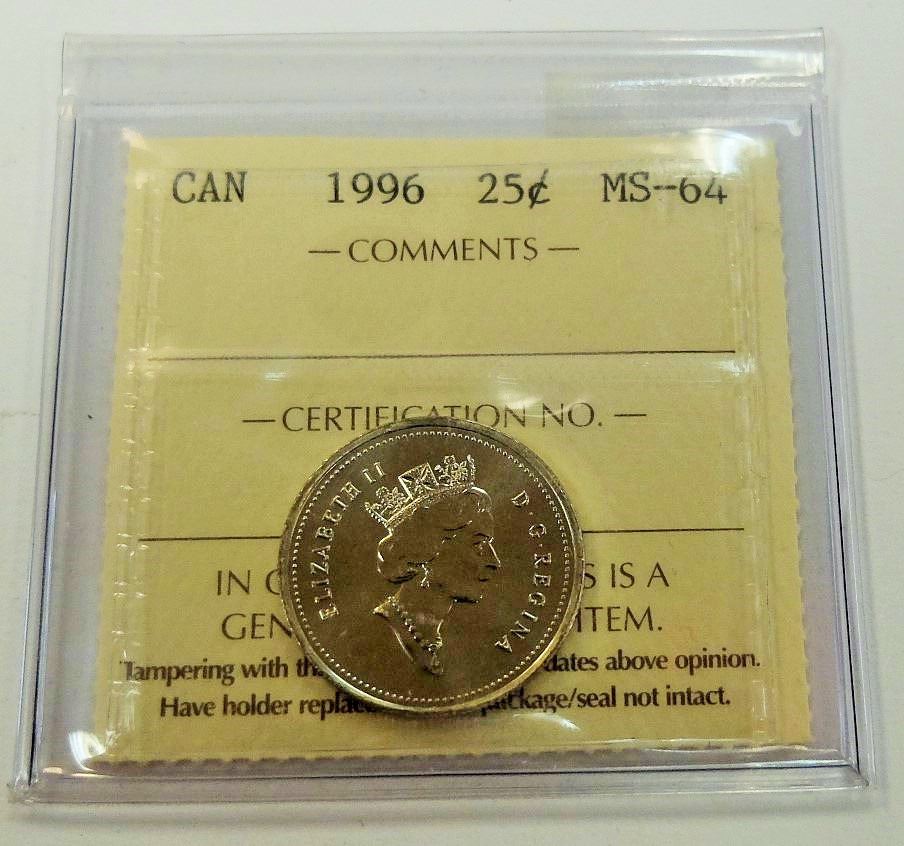 CAN 1996 25¢ MS-64
— COMMENTS —
— CERTIFICATION NO. —
ELIZABETH II D·G·REGINA
IN S IS A
GEN ITEM.
Tampering with th dates above opinion.
Have holder replac package/seal not intact.